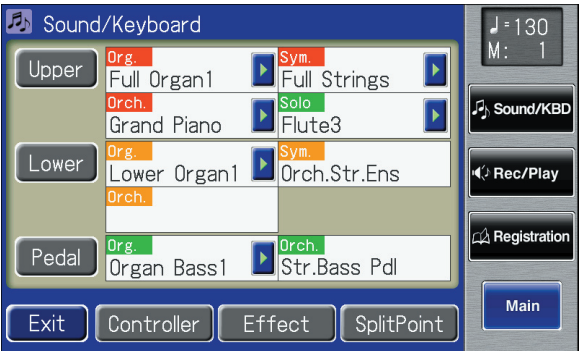 Sound/Keyboard
♩=130
M: 1
Upper
Org.
Full Organ1
Sym.
Full Strings
Orch.
Grand Piano
Solo
Flute3
Lower
Org.
Lower Organ1
Sym.
Orch.Str.Ens
Orch.
Pedal
Org.
Organ Bass1
Orch.
Str.Bass Pdl
Exit
Controller
Effect
SplitPoint
Sound/KBD
Rec/Play
Registration
Main